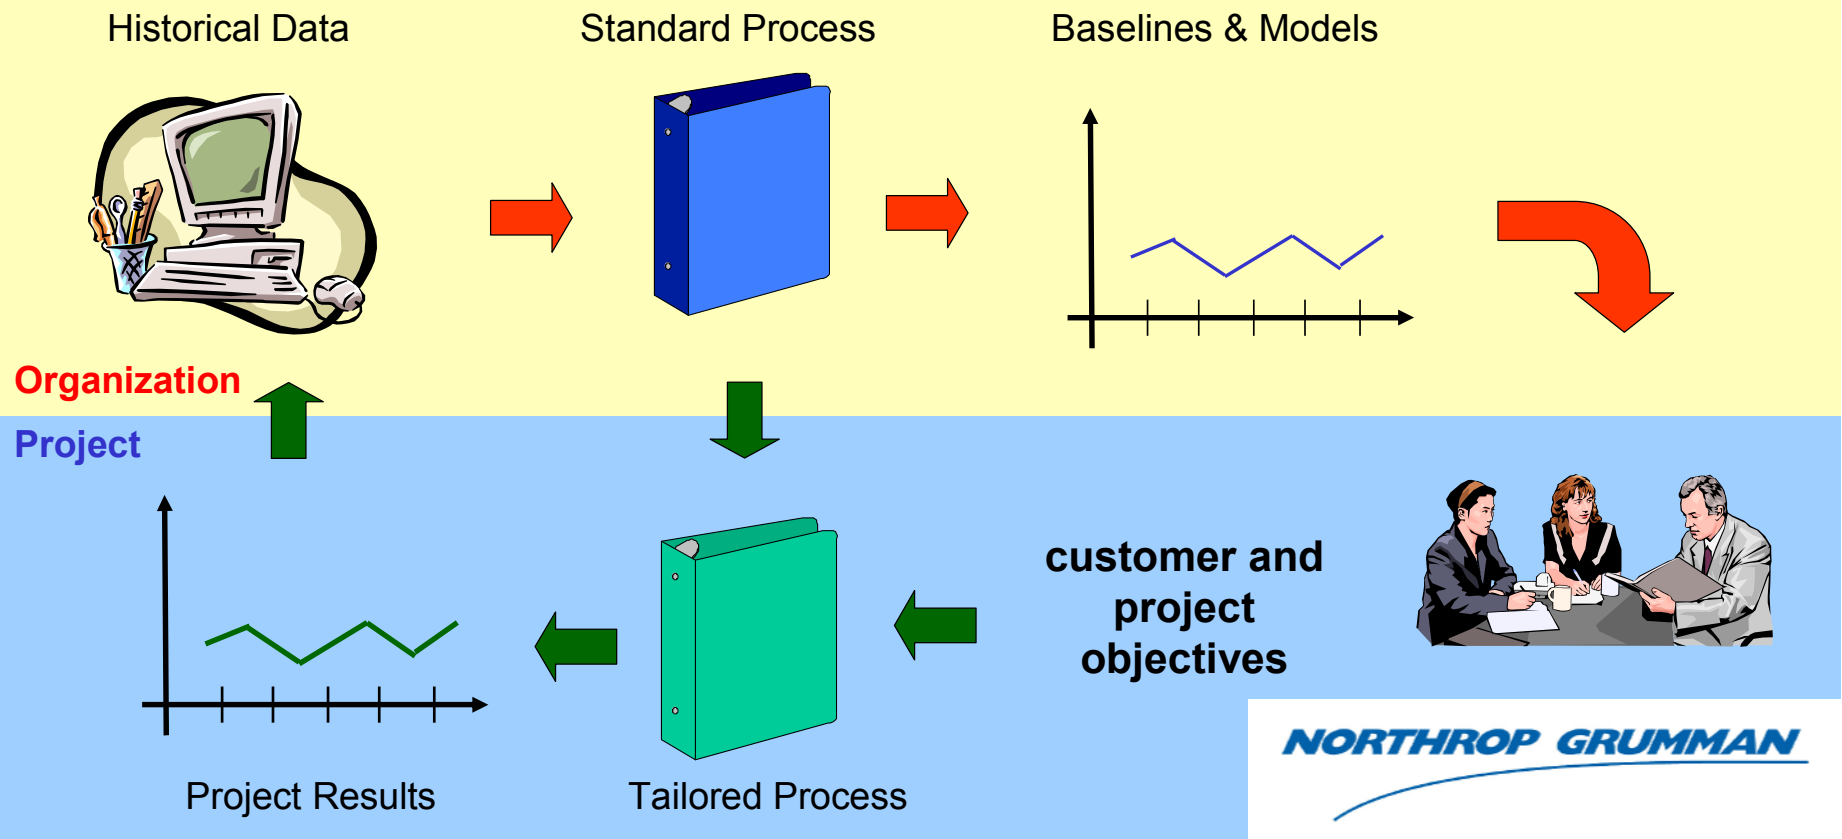 Historical Data
Standard Process
Baselines & Models
Organization
Project
customer and
project
objectives
Project Results
Tailored Process
NORTHROP GRUMMAN